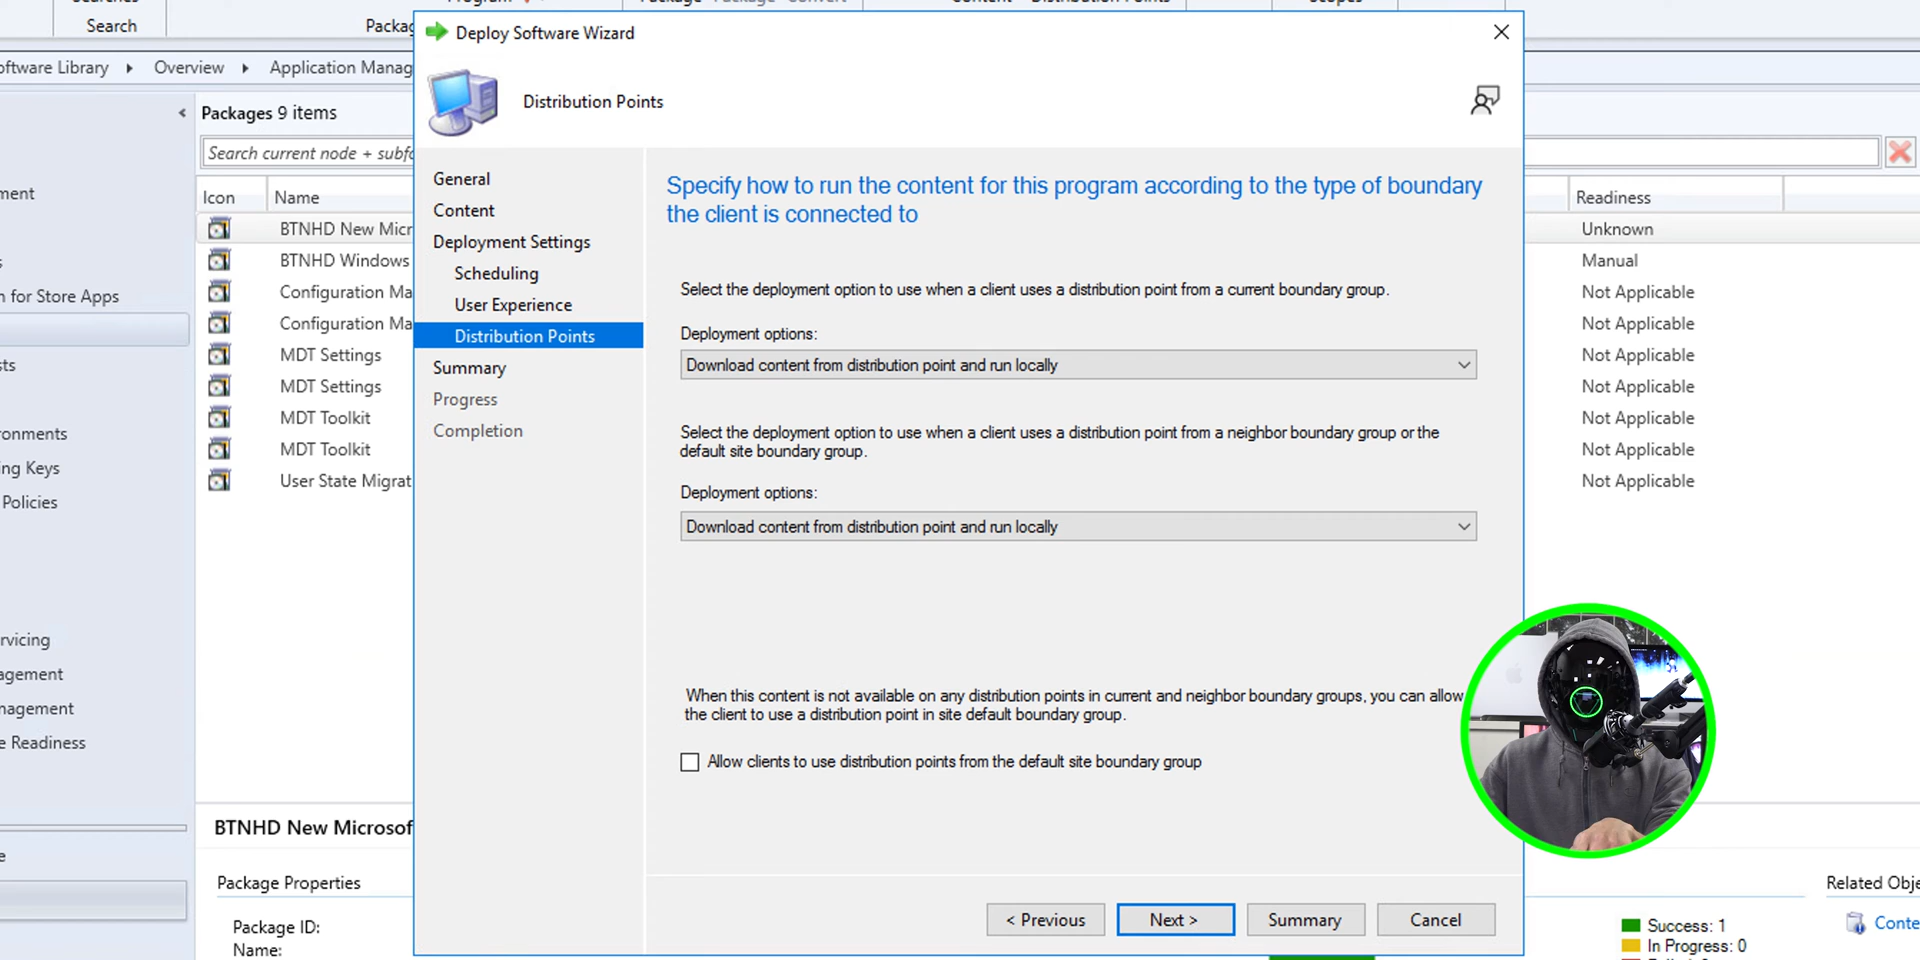 Search
Package
Deploy Software Wizard
oftware Library
Overview
Application Manag
Distribution Points
Packages 9 items
Search current node + subfo
Icon
Name
Readiness
BTNHD New Micr
Unknown
BTNHD Windows
Manual
Configuration Ma
Not Applicable
Configuration Ma
Not Applicable
MDT Settings
Not Applicable
MDT Settings
Not Applicable
MDT Toolkit
Not Applicable
MDT Toolkit
Not Applicable
User State Migrat
Not Applicable
ment
s
n for Store Apps
sts
onments
ing Keys
Policies
rvicing
agement
nagement
e Readiness
e
General
Content
Deployment Settings
Scheduling
User Experience
Distribution Points
Summary
Progress
Completion
Specify how to run the content for this program according to the type of boundary
the client is connected to
Select the deployment option to use when a client uses a distribution point from a current boundary group.
Deployment options:
Download content from distribution point and run locally
Select the deployment option to use when a client uses a distribution point from a neighbor boundary group or the
default site boundary group.
Deployment options:
Download content from distribution point and run locally
When this content is not available on any distribution points in current and neighbor boundary groups, you can allow
the client to use a distribution point in site default boundary group.
Allow clients to use distribution points from the default site boundary group
< Previous
Next >
Summary
Cancel
BTNHD New Microsof
Package Properties
Package ID:
Name:
Related Obje
Success: 1
In Progress: 0
Conte